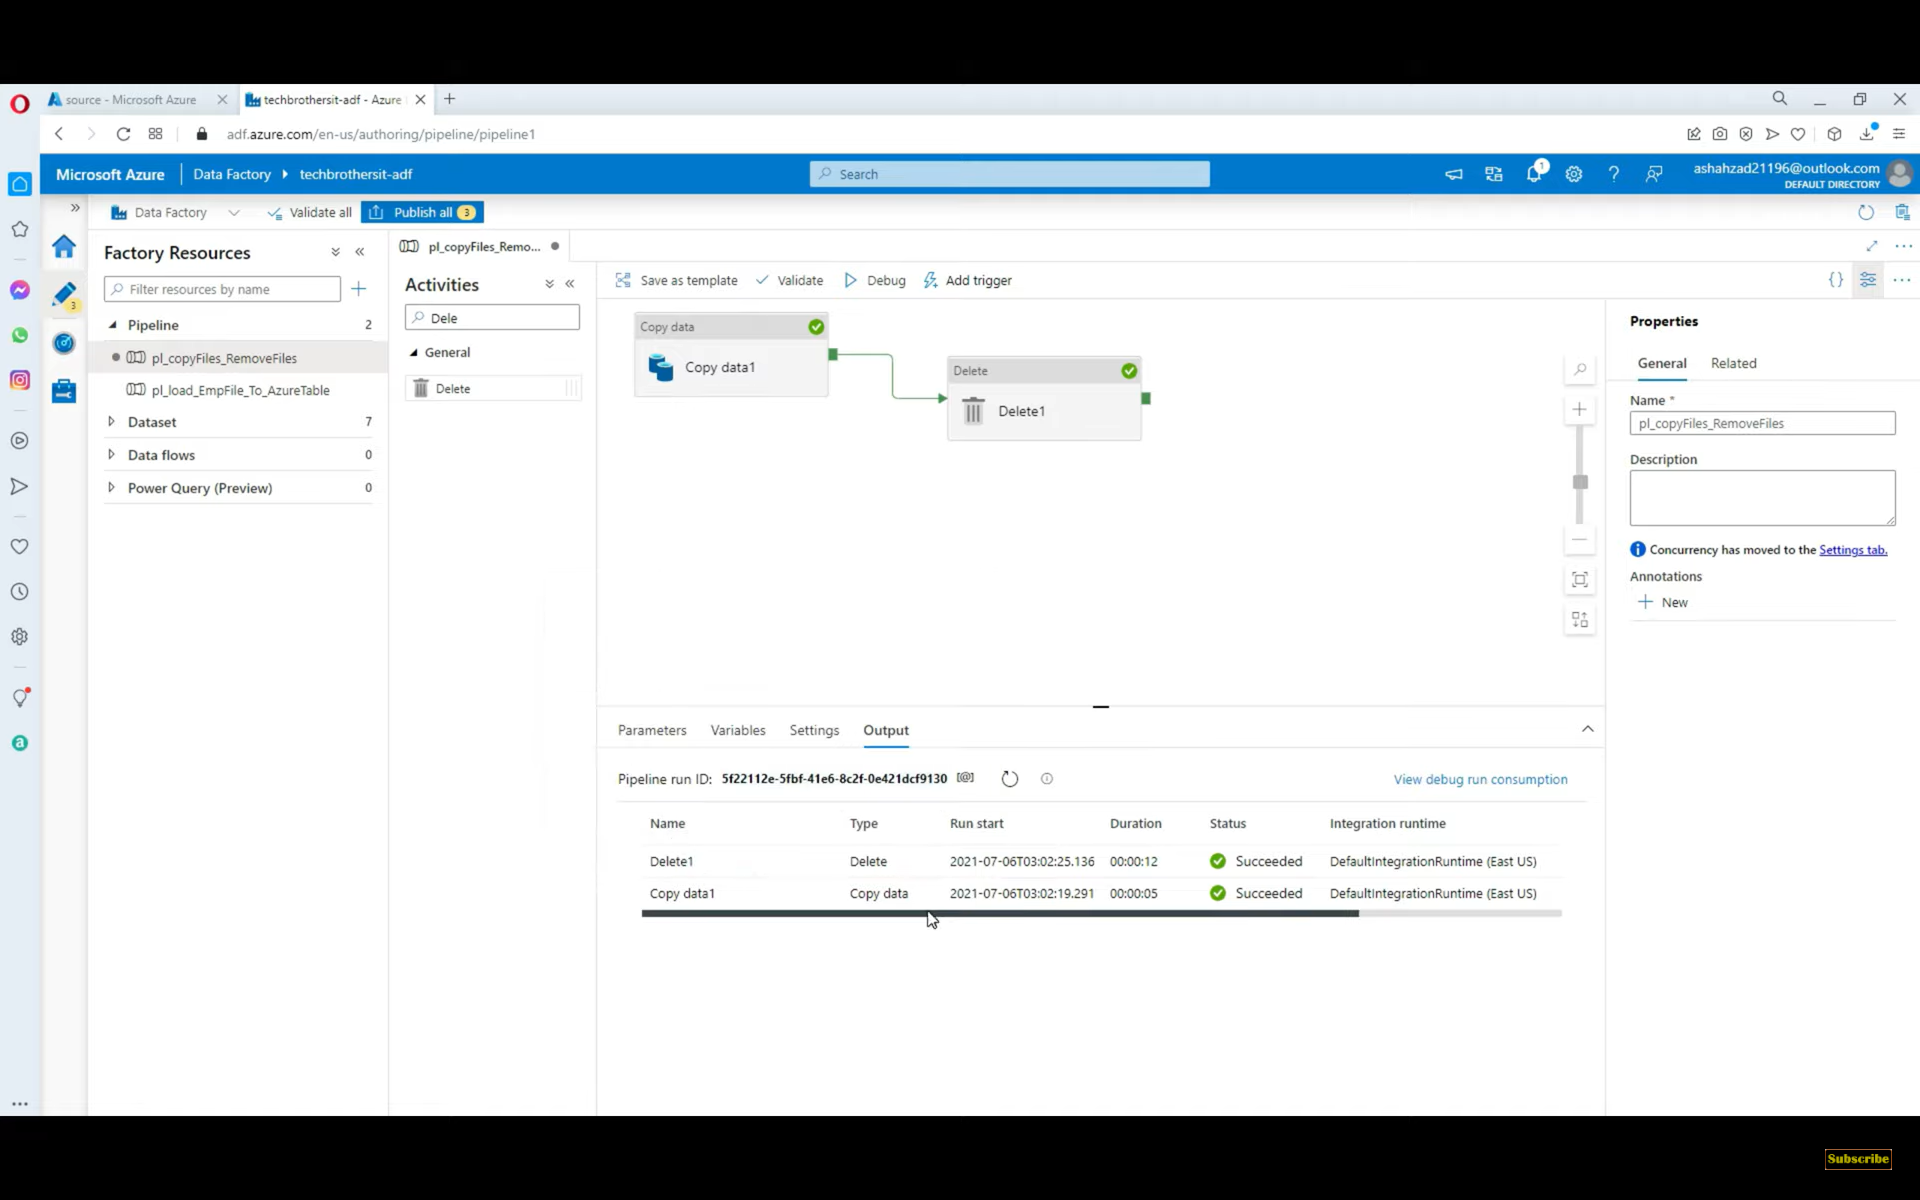 source - Microsoft Azure
techbrothersit-adf - Azure
adf.azure.com/en-us/authoring/pipeline/pipeline1
Microsoft Azure
Data Factory
techbrothersit-adf
Search
1
ashahzad21196@outlook.com
DEFAULT DIRECTORY
Data Factory
Validate all
Publish all 3
Factory Resources
pl_copyFiles_Remo...
Filter resources by name
3
Pipeline 2
pl_copyFiles_RemoveFiles
pl_load_EmpFile_To_AzureTable
Dataset 7
Data flows 0
Power Query (Preview) 0
Activities
Dele
General
Delete
Save as template
Validate
Debug
Add trigger
Copy data
Copy data1
Delete
Delete1
Properties
General Related
Name *
pl_copyFiles_RemoveFiles
Description
Concurrency has moved to the Settings tab.
Annotations
New
Parameters Variables Settings Output
Pipeline run ID: 5f22112e-5fbf-41e6-8c2f-0e421dcf9130
View debug run consumption
Name Type Run start Duration Status Integration runtime
Delete1 Delete 2021-07-06T03:02:25.136 00:00:12 Succeeded DefaultIntegrationRuntime (East US)
Copy data1 Copy data 2021-07-06T03:02:19.291 00:00:05 Succeeded DefaultIntegrationRuntime (East US)
Subscribe